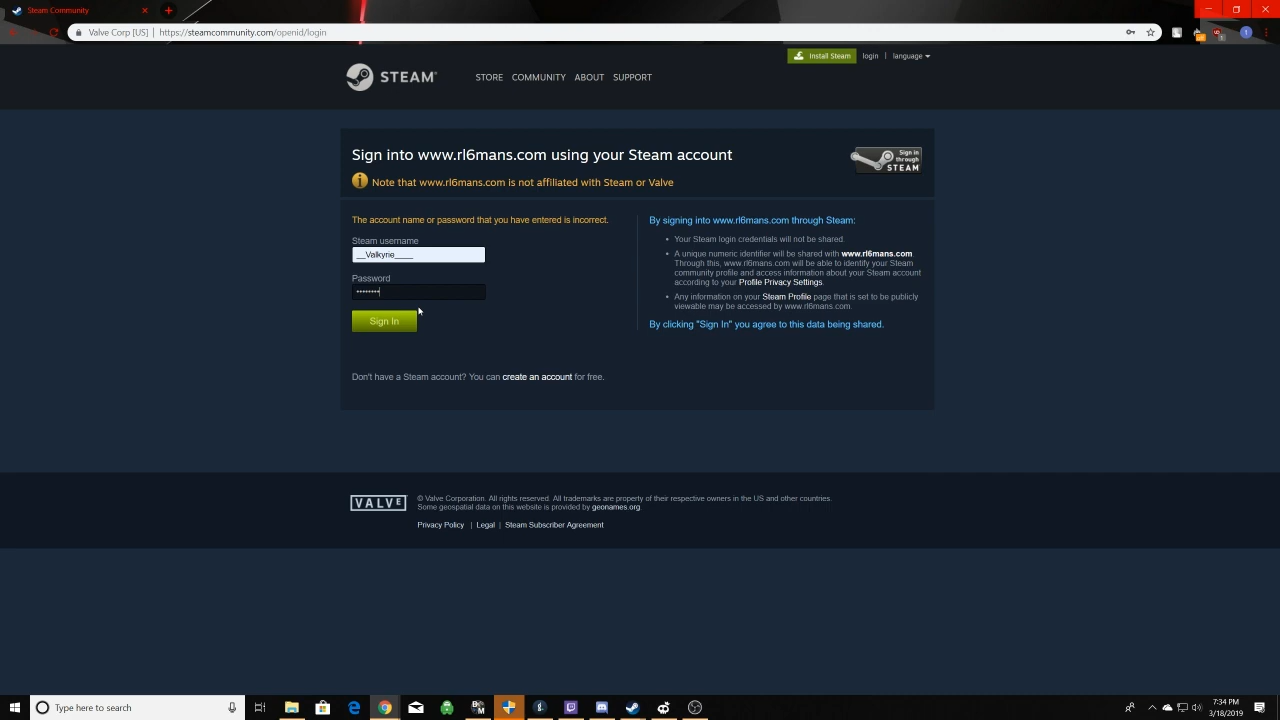 Steam Community
Valve Corp [US] | https://steamcommunity.com/openid/login
Install Steam login | language
STEAM® STORE COMMUNITY ABOUT SUPPORT
Sign into www.rl6mans.com using your Steam account
Sign in
through
STEAM
Note that www.rl6mans.com is not affiliated with Steam or Valve
The account name or password that you have entered is incorrect.
Steam username
__Valkyrie____
Password
********
Sign In
Don't have a Steam account? You can create an account for free.
By signing into www.rl6mans.com through Steam:
Your Steam login credentials will not be shared.
A unique numeric identifier will be shared with www.rl6mans.com.
Through this, www.rl6mans.com will be able to identify your Steam
community profile and access information about your Steam account
according to your Profile Privacy Settings.
Any information on your Steam Profile page that is set to be publicly
viewable may be accessed by www.rl6mans.com.
By clicking "Sign In" you agree to this data being shared.
VALVE
© Valve Corporation. All rights reserved. All trademarks are property of their respective owners in the US and other countries.
Some geospatial data on this website is provided by geonames.org.
Privacy Policy | Legal | Steam Subscriber Agreement
Type here to search
7:34 PM
3/18/2019